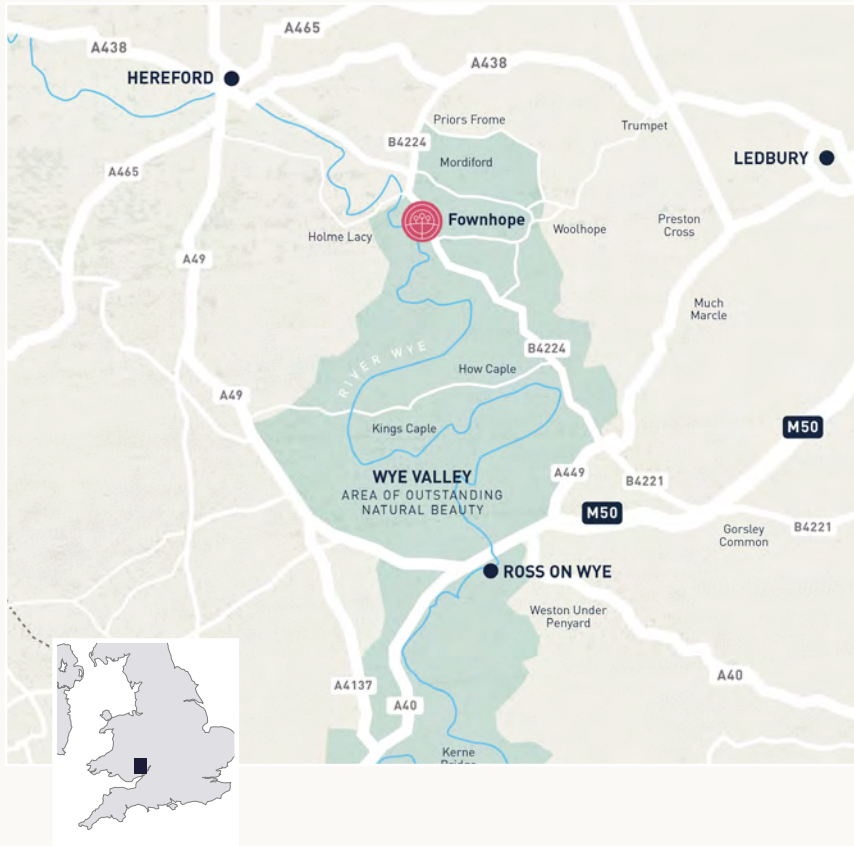 A465
A438
HEREFORD
A438
Priors Frome
Trumpet
B4224
LEDBURY
Mordiford
A465
Fownhope
Preston
Cross
Woolhope
Holme Lacy
A49
Much
Marcle
RIVER WYE
B4224
How Caple
A49
Kings Caple
M50
WYE VALLEY
AREA OF OUTSTANDING
NATURAL BEAUTY
A449
B4221
M50
Gorsley
Common
B4221
ROSS ON WYE
Weston Under
Penyard
A4137
A40
A40
Kerne
Bridge